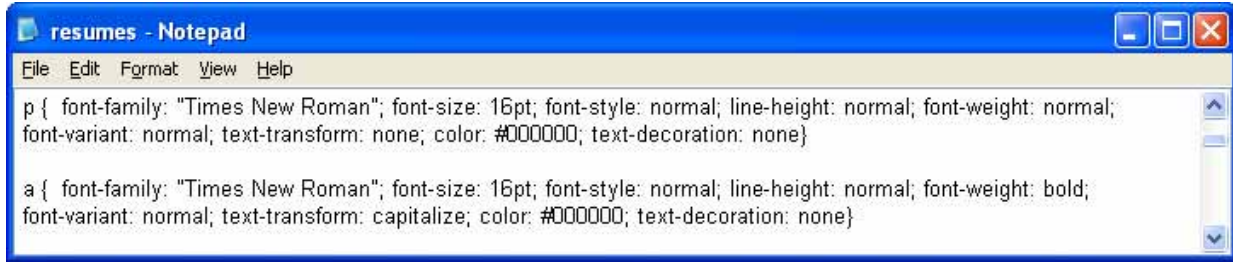 resumes - Notepad
File Edit Format View Help
p { font-family: "Times New Roman"; font-size: 16pt; font-style: normal; line-height: normal; font-weight: normal;
font-variant: normal; text-transform: none; color: #000000; text-decoration: none}
a { font-family: "Times New Roman"; font-size: 16pt; font-style: normal; line-height: normal; font-weight: bold;
font-variant: normal; text-transform: capitalize; color: #000000; text-decoration: none}